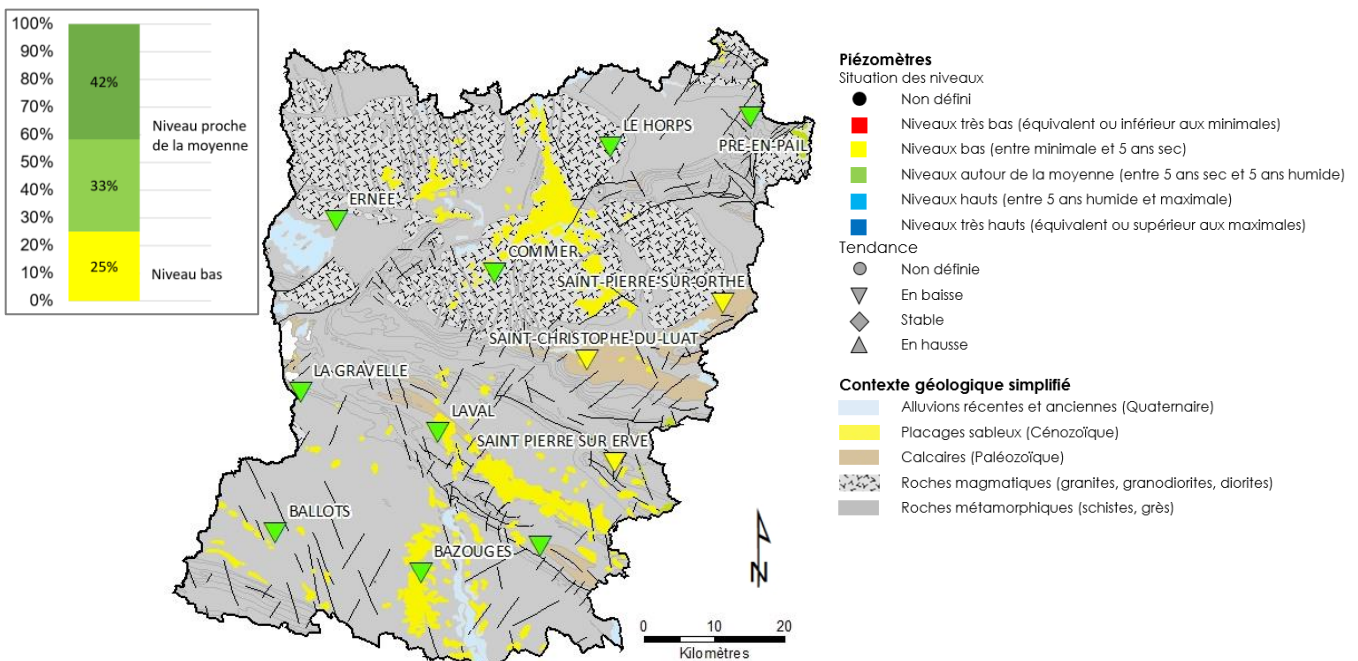 100%
90%
80%
70%
60%
50%
40%
30%
20%
10%
0%
42%
33%
25%
Niveau proche
de la moyenne
Niveau bas
LE HORPS
PRE-EN-PAIL
ERNEE
COMMER
SAINT-PIERRE-SUR-ORTHE
SAINT-CHRISTOPHE-DU-LUAT
LA GRAVELLE
LAVAL
SAINT PIERRE SUR ERVE
BALLOTS
BAZOUGES
N
0 10 20
Kilomètres
Piézomètres
Situation des niveaux
Non défini
Niveaux très bas (équivalent ou inférieur aux minimales)
Niveaux bas (entre minimale et 5 ans sec)
Niveaux autour de la moyenne (entre 5 ans sec et 5 ans humide)
Niveaux hauts (entre 5 ans humide et maximale)
Niveaux très hauts (équivalent ou supérieur aux maximales)
Tendance
Non définie
En baisse
Stable
En hausse
Contexte géologique simplifié
Alluvions récentes et anciennes (Quaternaire)
Placages sableux (Cénozoïque)
Calcaires (Paléozoïque)
Roches magmatiques (granites, granodiorites, diorites)
Roches métamorphiques (schistes, grès)